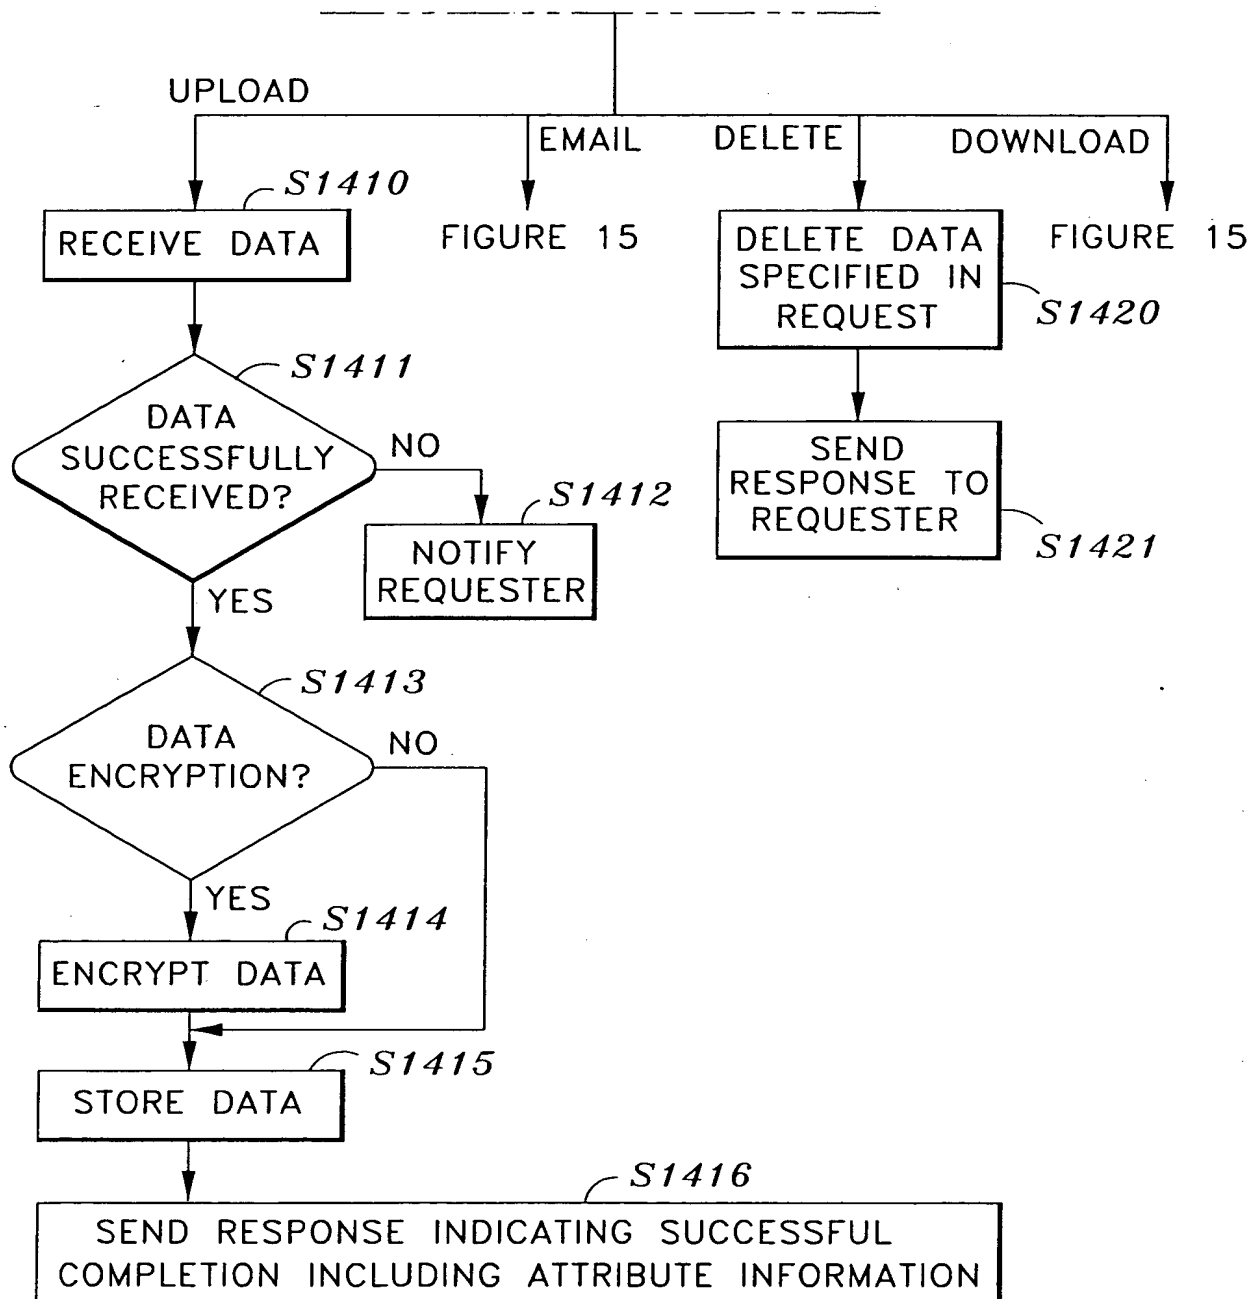 UPLOAD
EMAIL
DELETE
DOWNLOAD
S1410
RECEIVE DATA
FIGURE 15
DELETE DATA
SPECIFIED IN
REQUEST
FIGURE 15
S1420
S1411
DATA
SUCCESSFULLY
RECEIVED?
NO
SEND
RESPONSE TO
REQUESTER
S1421
S1412
NOTIFY
REQUESTER
YES
S1413
DATA
ENCRYPTION?
NO
YES
S1414
ENCRYPT DATA
S1415
STORE DATA
S1416
SEND RESPONSE INDICATING SUCCESSFUL
COMPLETION INCLUDING ATTRIBUTE INFORMATION